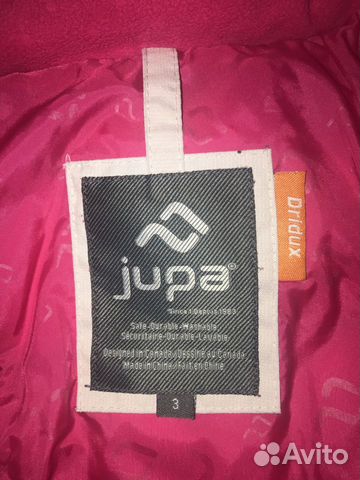 Dridux
jupa®
Since | Depuis 1983
Safe-Durable-Washable
Sécuritaire-Durable-Lavable
Designed in Canada/Dessiné au Canada
Made in China/Fait en Chine
3
Avito